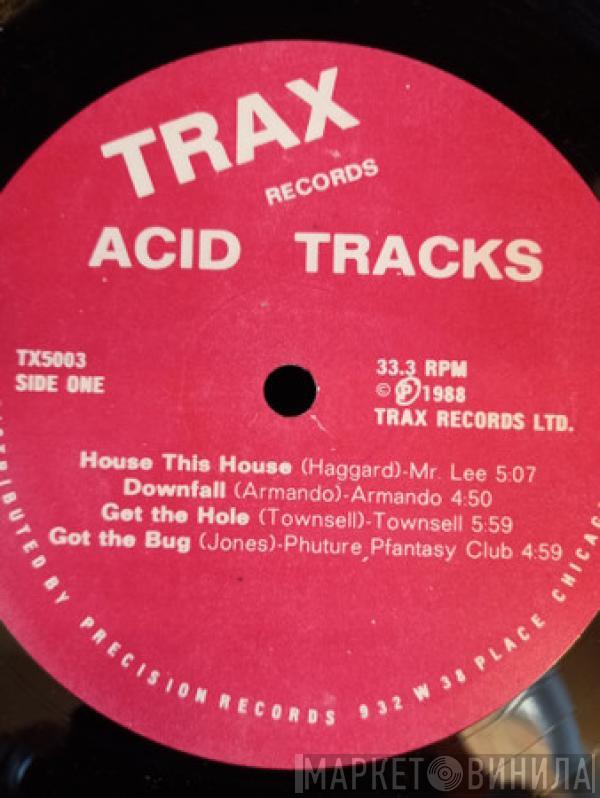 TRAX
RECORDS
ACID TRACKS
TX5003
SIDE ONE
33.3 RPM
© Ⓟ 1988
TRAX RECORDS LTD.
House This House (Haggard)-Mr. Lee 5:07
Downfall (Armando)-Armando 4:50
Get the Hole (Townsell)-Townsell 5:59
Got the Bug (Jones)-Phuture Pfantasy Club 4:59
TRIBUTED BY PRECISION RECORDS 932 W 38 PLACE CHICAG
МАРКЕТ ВИНИЛА